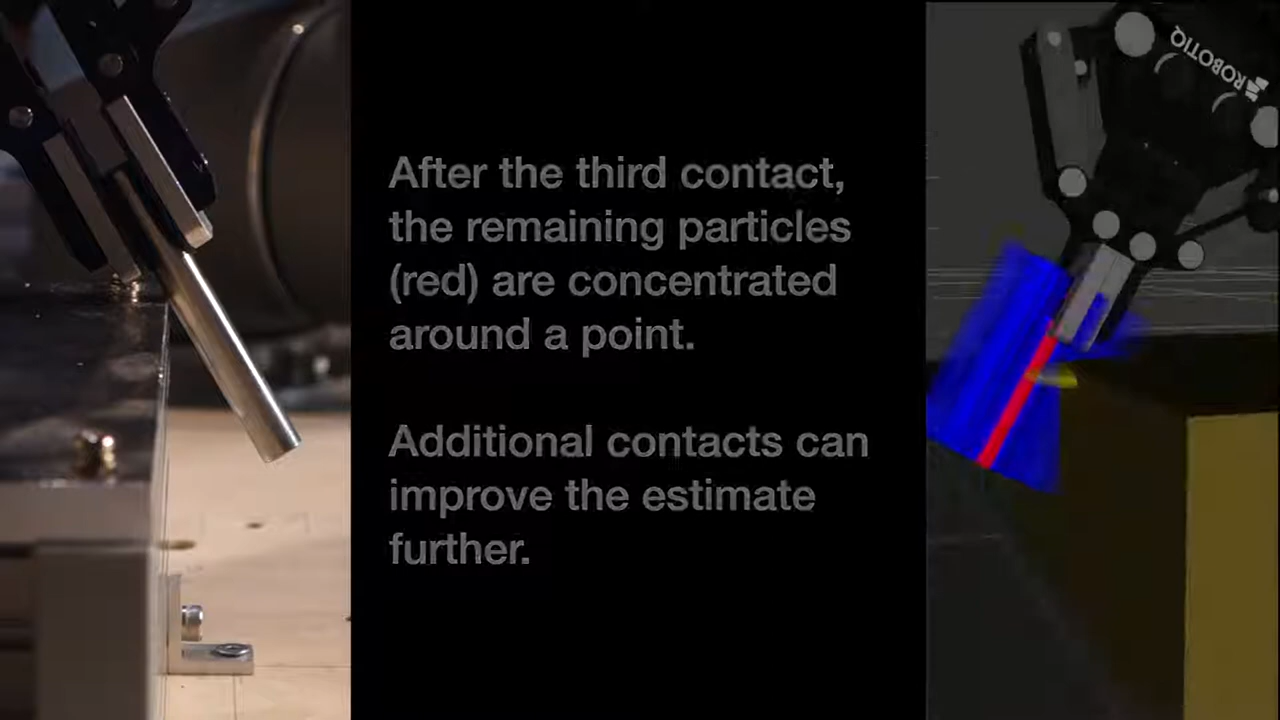 After the third contact,
the remaining particles
(red) are concentrated
around a point.
Additional contacts can
improve the estimate
further.
ROBOTIQ